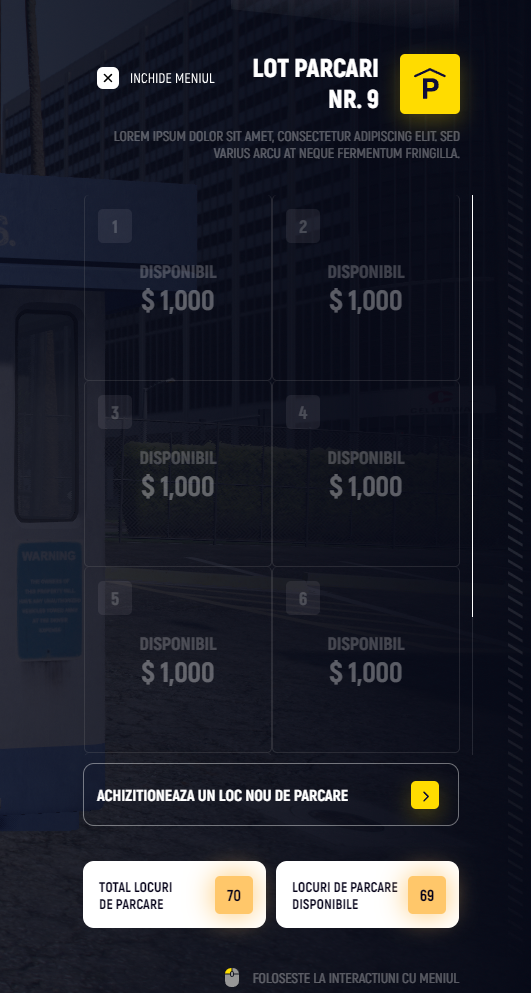 INCHIDE MENIUL
LOT PARCARI
NR. 9
P
LOREM IPSUM DOLOR SIT AMET, CONSECTETUR ADIPISCING ELIT. SED
VARIUS ARCU AT NEQUE FERMENTUM FRINGILLA.
S.
1
DISPONIBIL
$ 1,000
2
DISPONIBIL
$ 1,000
3
DISPONIBIL
$ 1,000
4
DISPONIBIL
$ 1,000
WARNING
5
DISPONIBIL
$ 1,000
6
DISPONIBIL
$ 1,000
ACHIZITIONEAZA UN LOC NOU DE PARCARE
TOTAL LOCURI
DE PARCARE
70
LOCURI DE PARCARE
DISPONIBILE
69
FOLOSESTE LA INTERACTIUNI CU MENIUL